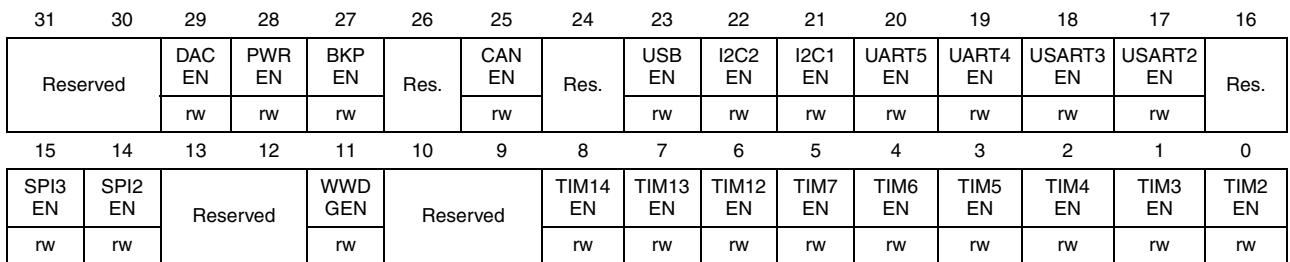 31 30 29 28 27 26 25 24 23 22 21 20 19 18 17 16
Reserved DAC EN PWR EN BKP EN Res. CAN EN Res. USB EN I2C2 EN I2C1 EN UART5 EN UART4 EN USART3 EN USART2 EN Res.
rw rw rw rw rw rw rw rw rw rw rw
15 14 13 12 11 10 9 8 7 6 5 4 3 2 1 0
SPI3 EN SPI2 EN Reserved WWD GEN Reserved TIM14 EN TIM13 EN TIM12 EN TIM7 EN TIM6 EN TIM5 EN TIM4 EN TIM3 EN TIM2 EN
rw rw rw rw rw rw rw rw rw rw rw rw